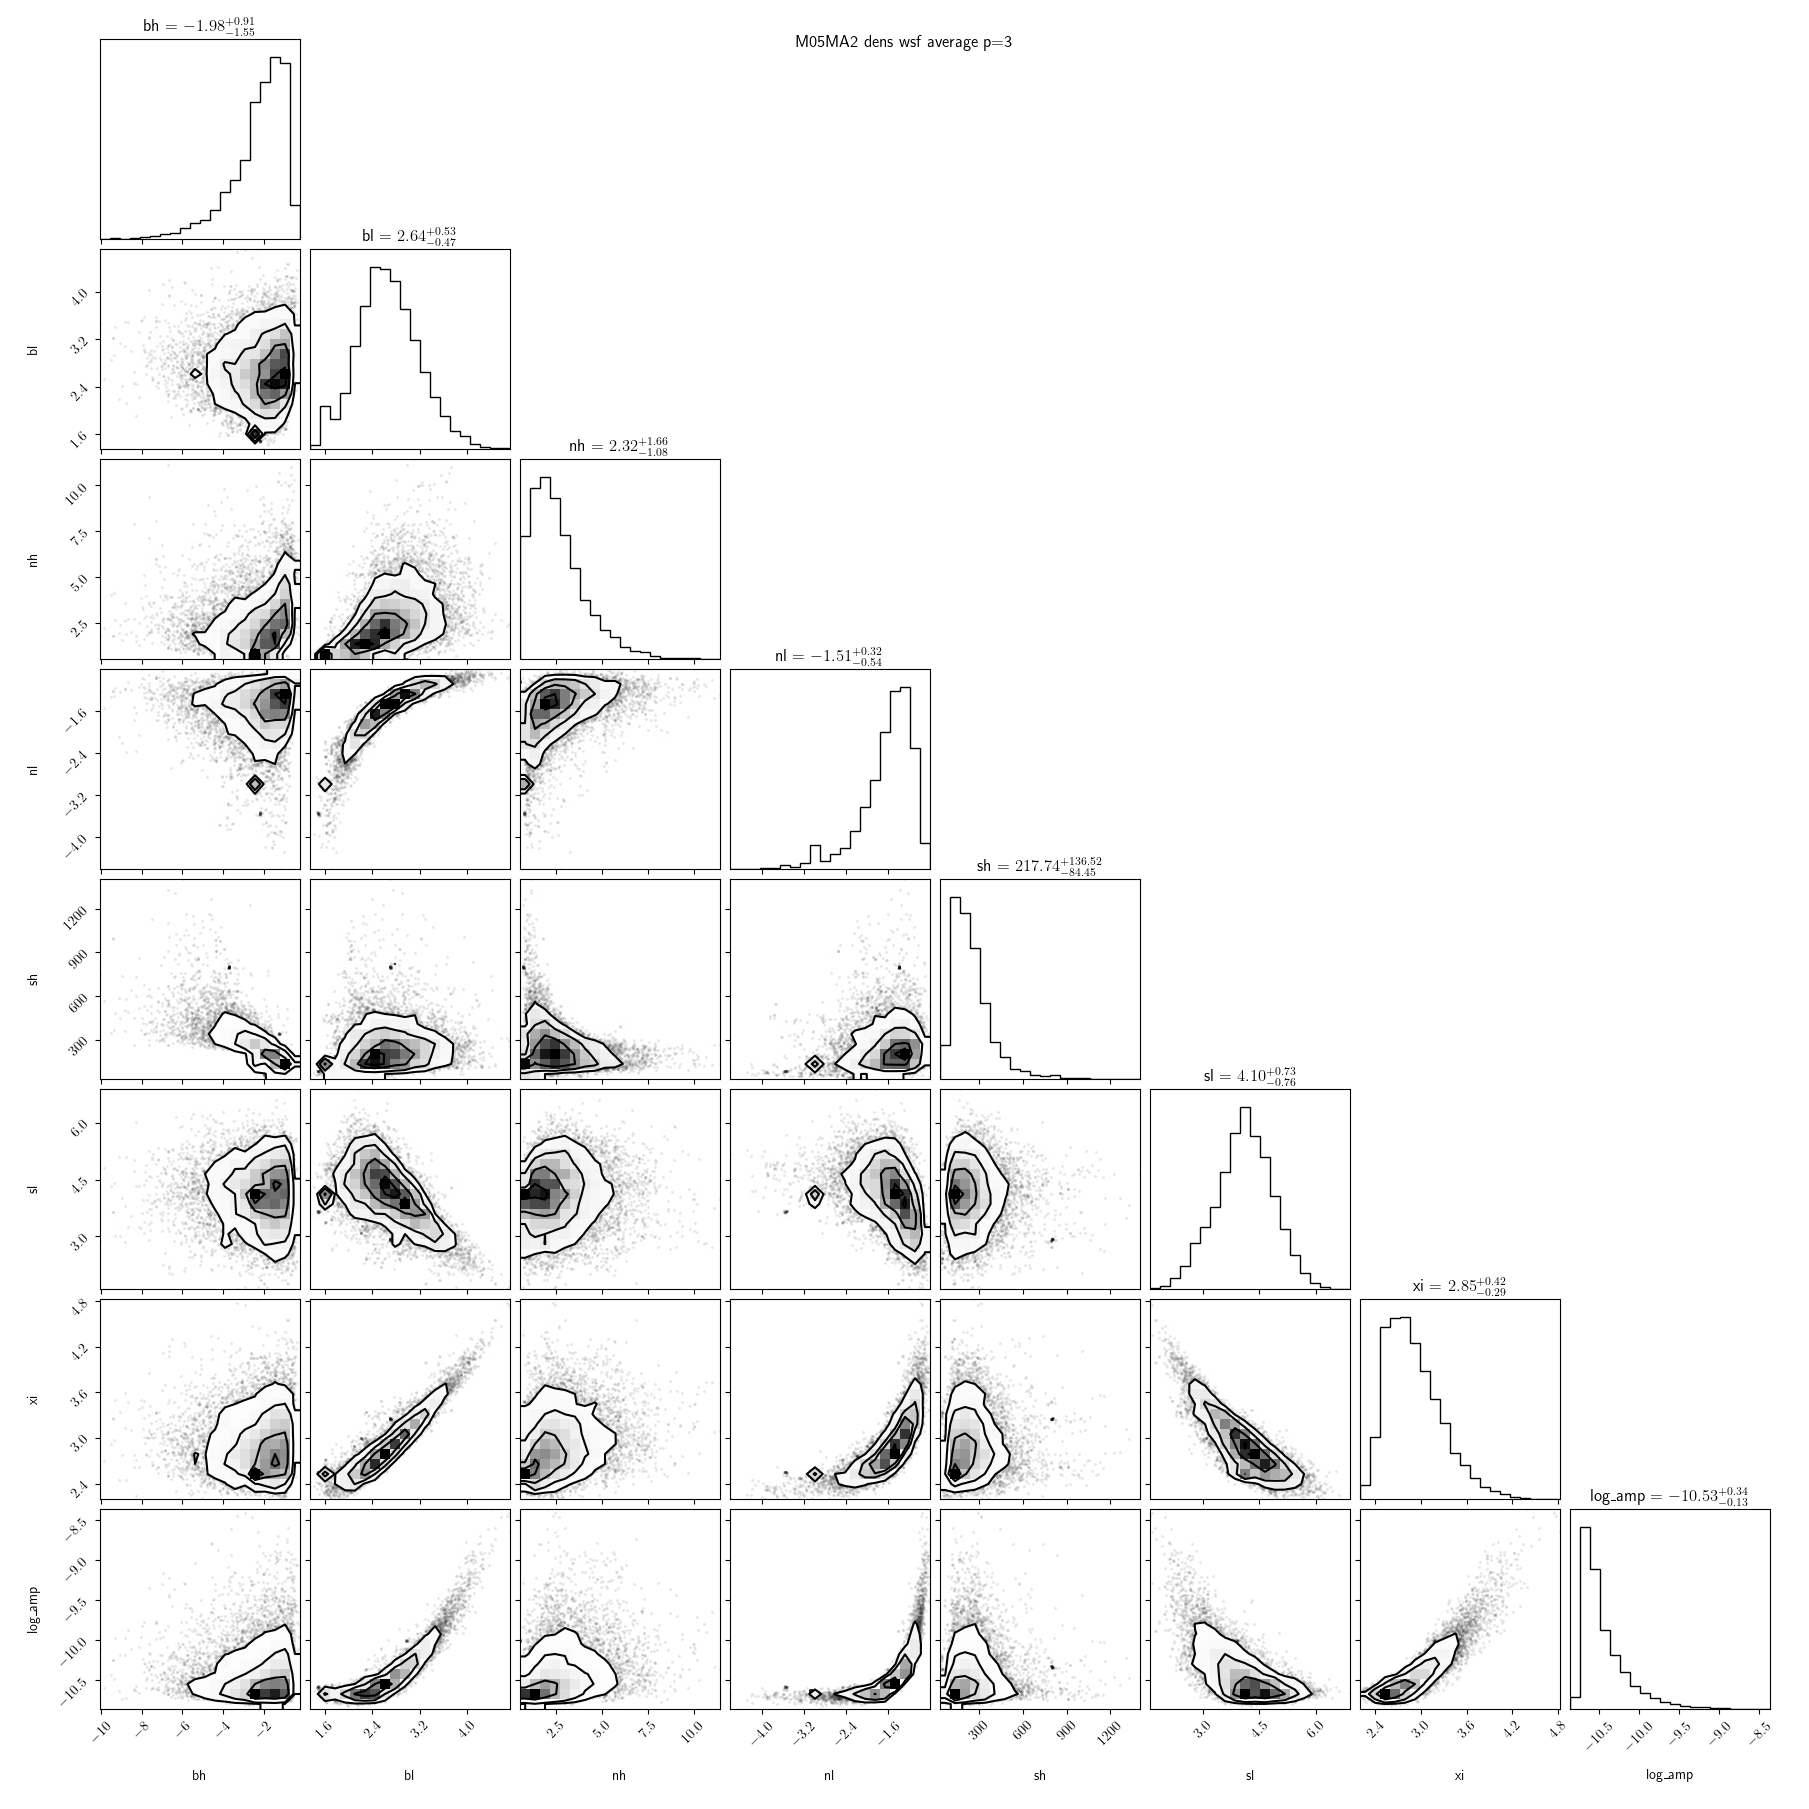 M05MA2 dens wsf average p=3
bh = −1.98 +0.91 −1.55
bl = 2.64 +0.53 −0.47
nh = 2.32 +1.66 −1.08
nl = −1.51 +0.32 −0.54
sh = 217.74 +136.52 −84.45
sl = 4.10 +0.73 −0.76
xi = 2.85 +0.42 −0.29
log_amp = −10.53 +0.34 −0.13
bl
4.0
3.2
2.4
1.6
nh
10.0
7.5
5.0
2.5
nl
−1.6
−2.4
−3.2
−4.0
sh
1200
900
600
300
sl
6.0
4.5
3.0
xi
4.8
4.2
3.6
3.0
2.4
log_amp
−8.5
−9.0
−9.5
−10.0
−10.5
−10 −8 −6 −4 −2
1.6 2.4 3.2 4.0
2.5 5.0 7.5 10.0
−4.0 −3.2 −2.4 −1.6
300 600 900 1200
3.0 4.5 6.0
2.4 3.0 3.6 4.2 4.8
−10.5 −10.0 −9.5 −9.0 −8.5
bh bl nh nl sh sl xi log_amp